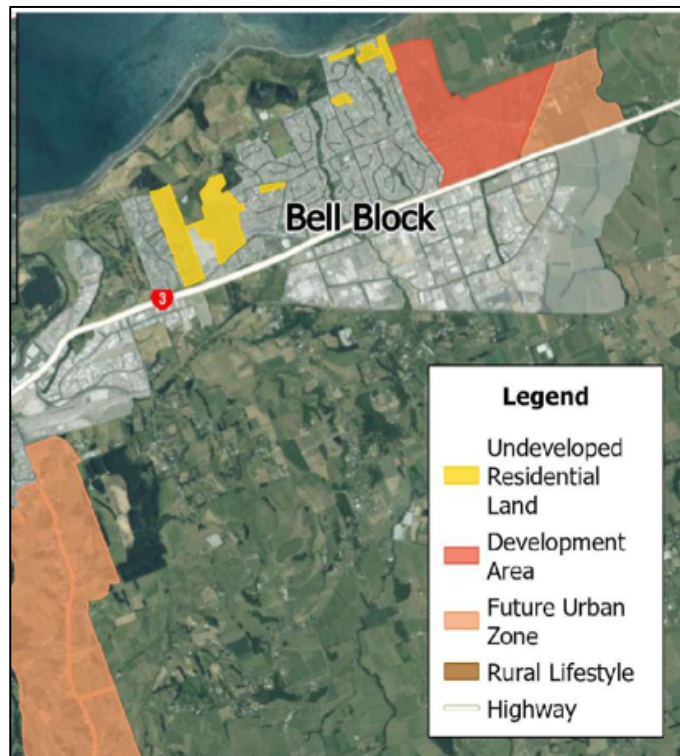 Bell Block
3
Legend
Undeveloped
Residential
Land
Development
Area
Future Urban
Zone
Rural Lifestyle
Highway